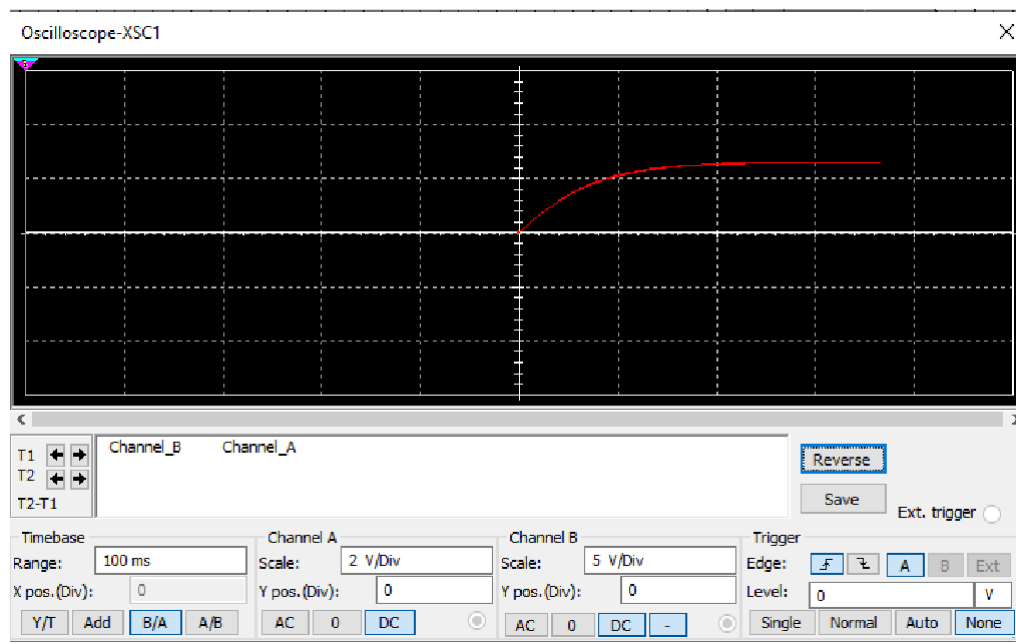 Oscilloscope-XSC1
T1
T2
T2-T1
Channel_B Channel_A
Reverse
Save
Ext. trigger
Timebase
Range: 100 ms
X pos.(Div): 0
Y/T Add B/A A/B
Channel A
Scale: 2 V/Div
Y pos.(Div): 0
AC 0 DC
Channel B
Scale: 5 V/Div
Y pos.(Div): 0
AC 0 DC -
Trigger
Edge: A B Ext
Level: 0 V
Single Normal Auto None